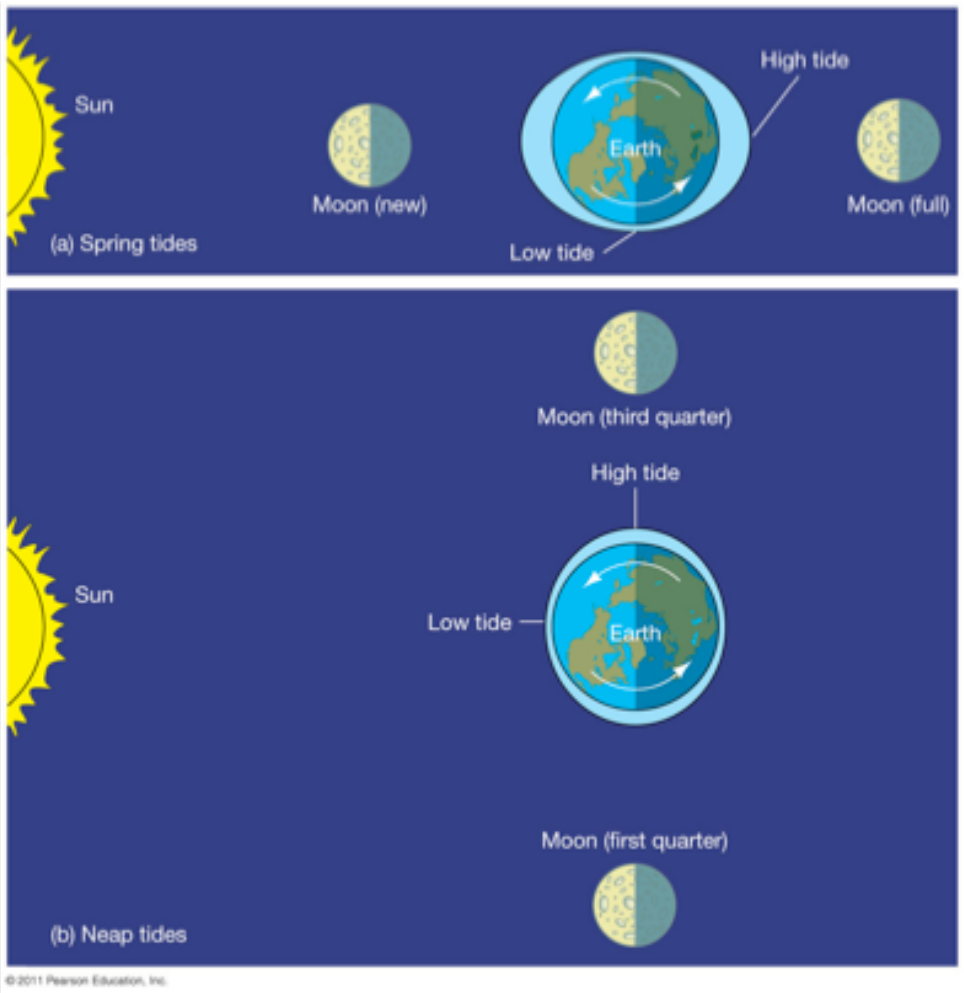 High tide
Sun
Earth
Moon (new)
Moon (full)
(a) Spring tides
Low tide
Moon (third quarter)
High tide
Sun
Low tide
Earth
Moon (first quarter)
(b) Neap tides
©2011 Pearson Education, Inc.